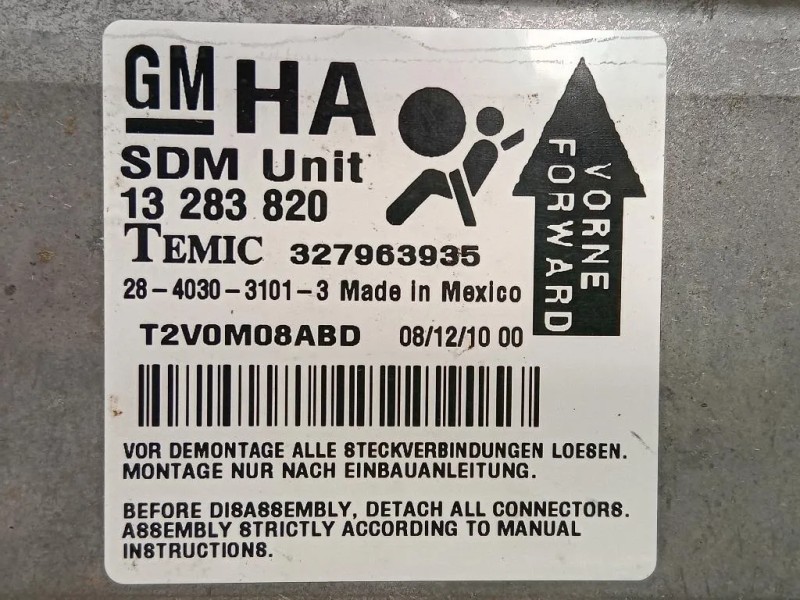 GM HA
SDM Unit
13 283 820
TEMIC 327963935
28-4030-3101-3 Made in Mexico
T2V0M08ABD 08/12/10 00
VORNE
FORWARD
VOR DEMONTAGE ALLE STECKVERBINDUNGEN LOESEN.
MONTAGE NUR NACH EINBAUANLEITUNG.
BEFORE DISASSEMBLY, DETACH ALL CONNECTORS.
ASSEMBLY STRICTLY ACCORDING TO MANUAL
INSTRUCTIONS.